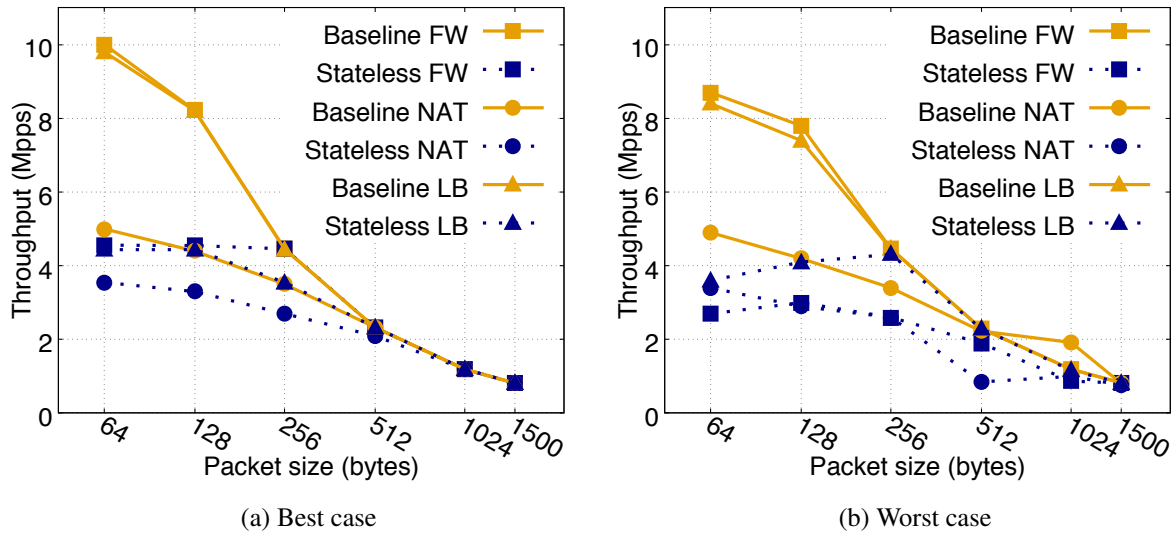 Throughput (Mpps)
10
8
6
4
2
0
Baseline FW
Stateless FW
Baseline NAT
Stateless NAT
Baseline LB
Stateless LB
64
128
256
512
1024
1500
Packet size (bytes)
(a) Best case
Throughput (Mpps)
10
8
6
4
2
0
Baseline FW
Stateless FW
Baseline NAT
Stateless NAT
Baseline LB
Stateless LB
64
128
256
512
1024
1500
Packet size (bytes)
(b) Worst case